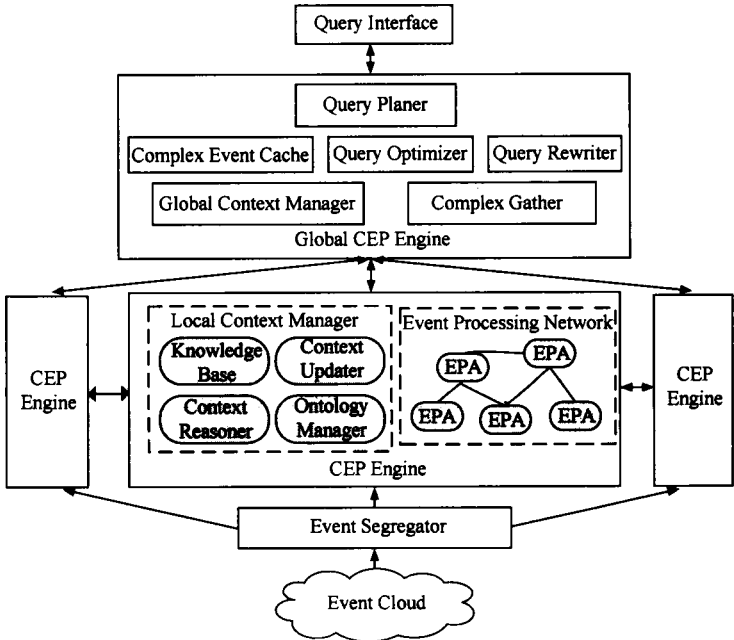 Query Interface
Query Planer
Complex Event Cache
Query Optimizer
Query Rewriter
Global Context Manager
Complex Gather
Global CEP Engine
CEP
Engine
Local Context Manager
Knowledge
Base
Context
Updater
Context
Reasoner
Ontology
Manager
Event Processing Network
EPA
EPA
EPA
EPA
EPA
CEP Engine
CEP
Engine
Event Segregator
Event Cloud